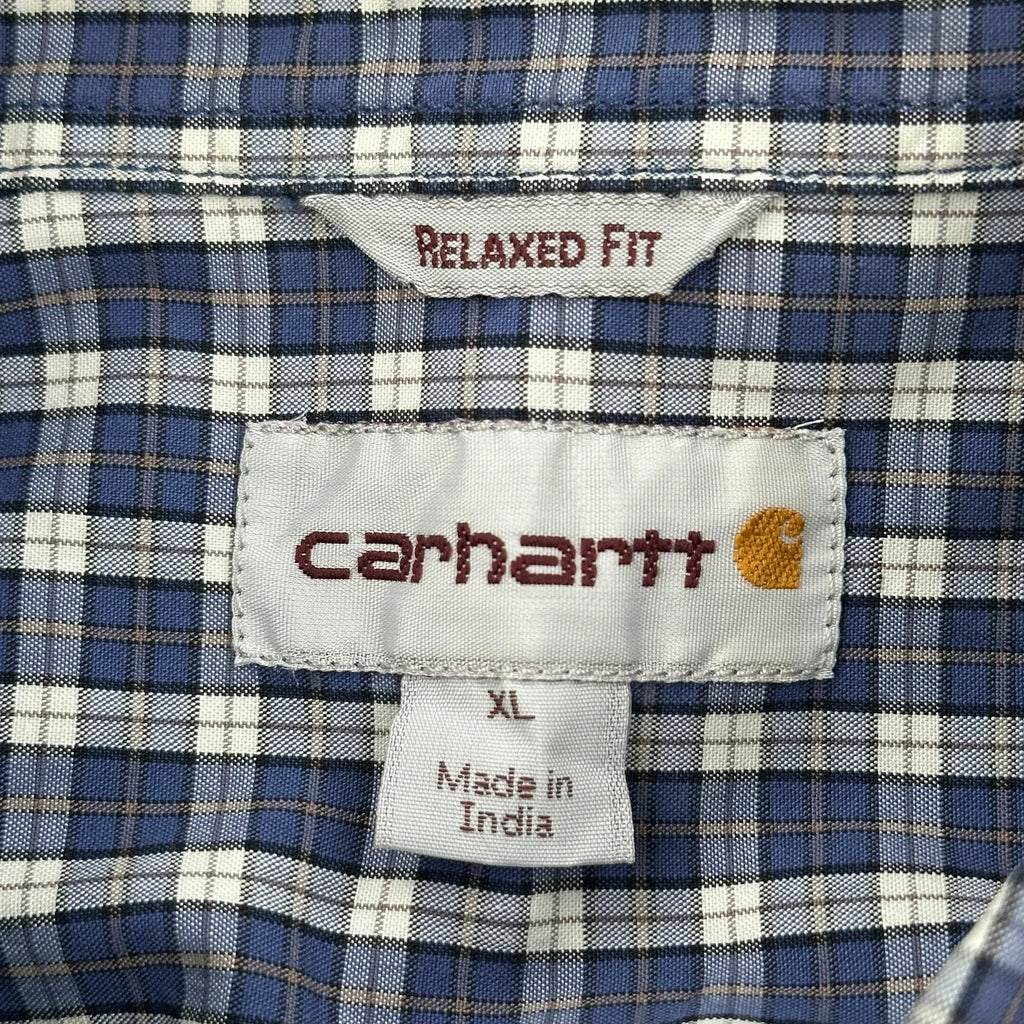 RELAXED FIT
carhartt
XL
Made in
India